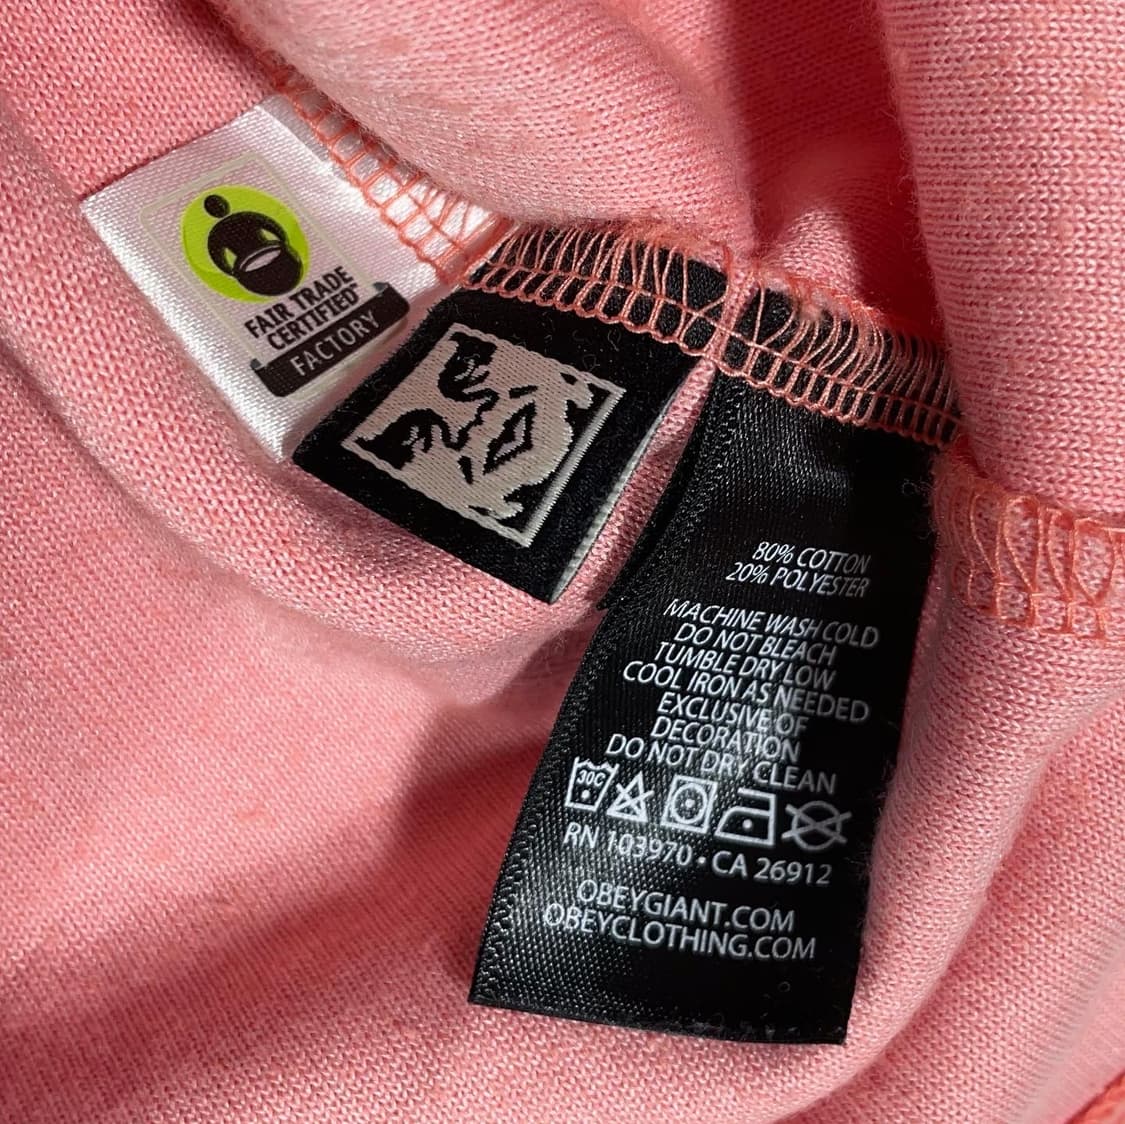 FAIR TRADE
CERTIFIED
FACTORY
80% COTTON
20% POLYESTER
MACHINE WASH COLD
DO NOT BLEACH
TUMBLE DRY LOW
COOL IRON AS NEEDED
EXCLUSIVE OF
DECORATION
DO NOT DRY CLEAN
30C
RN 103970 • CA 26912
OBEYGIANT.COM
OBEYCLOTHING.COM